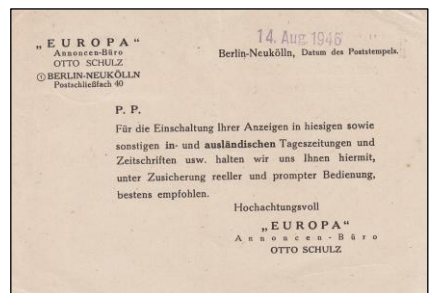 14. Aug 1946
„EUROPA“
Annoncen-Büro
OTTO SCHULZ
① BERLIN-NEUKÖLLN
Postschließfach 40
Berlin-Neukölln, Datum des Poststempels.
P. P.
Für die Einschaltung Ihrer Anzeigen in hiesigen sowie
sonstigen in- und ausländischen Tageszeitungen und
Zeitschriften usw. halten wir uns Ihnen hiermit,
unter Zusicherung reeller und prompter Bedienung,
bestens empfohlen.
Hochachtungsvoll
„EUROPA“
Annoncen-Büro
OTTO SCHULZ